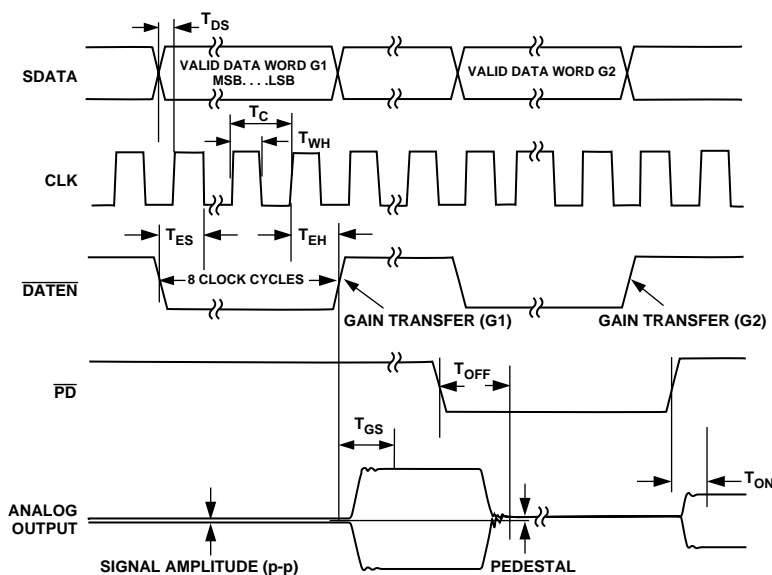 T_DS
SDATA
VALID DATA WORD G1
MSB. . . .LSB
VALID DATA WORD G2
T_C
T_WH
CLK
T_ES
T_EH
DATEN
8 CLOCK CYCLES
GAIN TRANSFER (G1)
GAIN TRANSFER (G2)
PD
T_OFF
T_GS
T_ON
ANALOG
OUTPUT
SIGNAL AMPLITUDE (p-p)
PEDESTAL